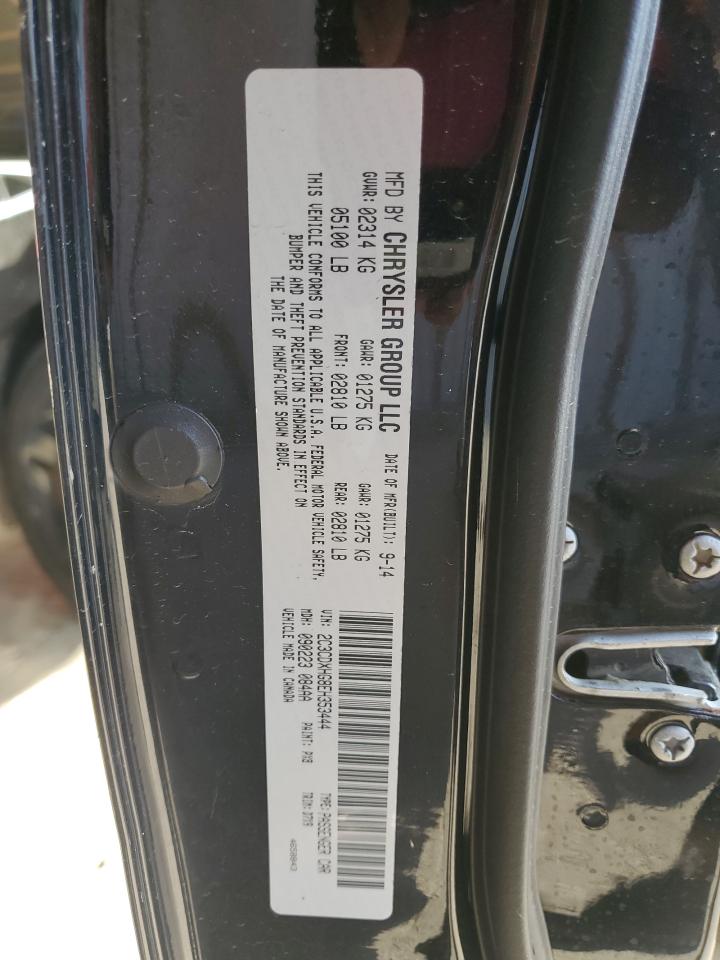 MFD BY CHRYSLER GROUP LLC DATE OF MFR(BUILT): 9-14
GVWR: 02314 KG GAWR: 01275 KG GAWR: 01275 KG
05100 LB FRONT: 02810 LB REAR: 02810 LB
THIS VEHICLE CONFORMS TO ALL APPLICABLE U.S.A. FEDERAL MOTOR VEHICLE SAFETY,
BUMPER AND THEFT PREVENTION STANDARDS IN EFFECT ON
THE DATE OF MANUFACTURE SHOWN ABOVE.
VIN: 2C3CDXHG8EH353444 TYPE: PASSENGER CAR
MDH: 090223 084AA PAINT: PX8 TRIM: D7X9
VEHICLE MADE IN CANADA